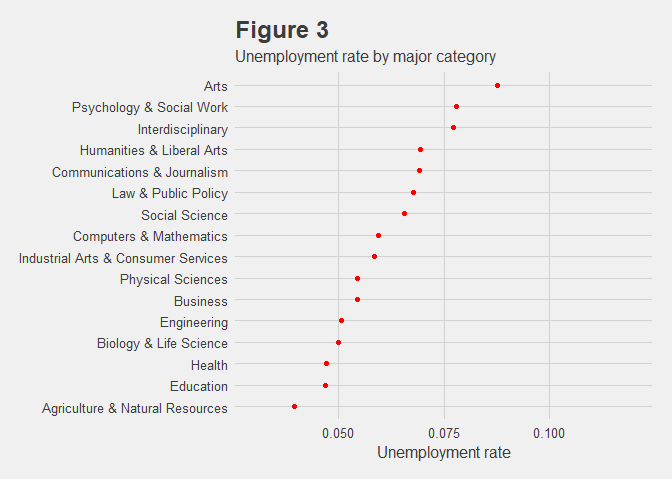 Figure 3
Unemployment rate by major category
Arts
Psychology & Social Work
Interdisciplinary
Humanities & Liberal Arts
Communications & Journalism
Law & Public Policy
Social Science
Computers & Mathematics
Industrial Arts & Consumer Services
Physical Sciences
Business
Engineering
Biology & Life Science
Health
Education
Agriculture & Natural Resources
0.050 0.075 0.100
Unemployment rate